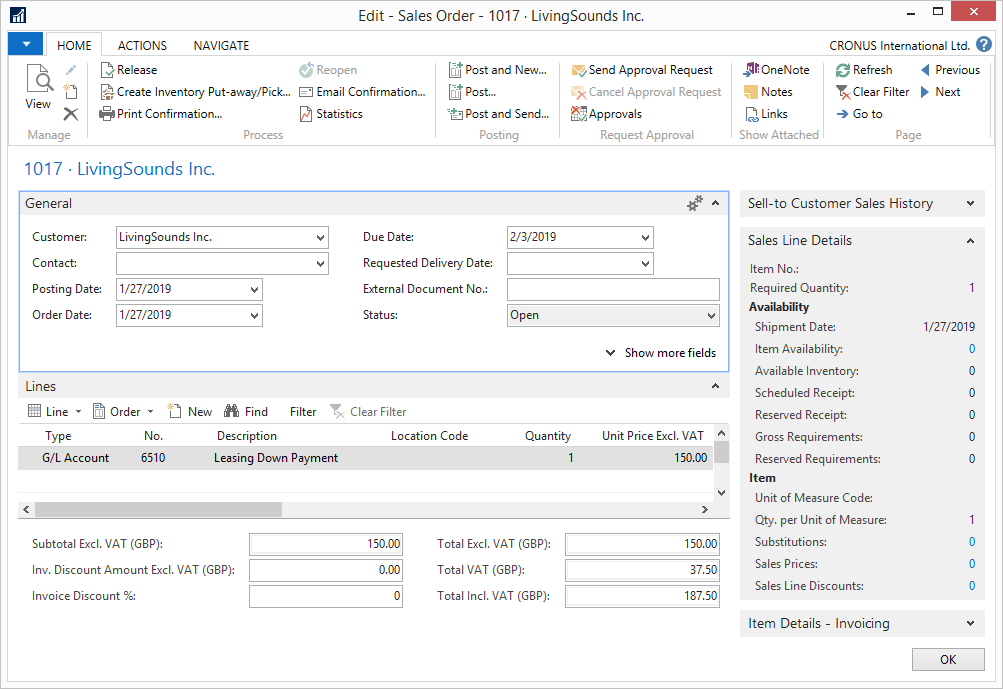 Edit - Sales Order - 1017 · LivingSounds Inc.
HOME ACTIONS NAVIGATE CRONUS International Ltd. ?
View
Manage
Release
Create Inventory Put-away/Pick...
Print Confirmation...
Reopen
Email Confirmation...
Statistics
Process
Post and New...
Post...
Post and Send...
Posting
Send Approval Request
Cancel Approval Request
Approvals
Request Approval
OneNote
Notes
Links
Show Attached
Refresh
Clear Filter
Go to
Previous
Next
Page
1017 · LivingSounds Inc.
General
Customer: LivingSounds Inc.
Contact:
Posting Date: 1/27/2019
Order Date: 1/27/2019
Due Date: 2/3/2019
Requested Delivery Date:
External Document No.:
Status: Open
Show more fields
Lines
Line Order New Find Filter Clear Filter
Type No. Description Location Code Quantity Unit Price Excl. VAT
G/L Account 6510 Leasing Down Payment 1 150.00
Subtotal Excl. VAT (GBP): 150.00
Inv. Discount Amount Excl. VAT (GBP): 0.00
Invoice Discount %: 0
Total Excl. VAT (GBP): 150.00
Total VAT (GBP): 37.50
Total Incl. VAT (GBP): 187.50
Sell-to Customer Sales History
Sales Line Details
Item No.:
Required Quantity: 1
Availability
Shipment Date: 1/27/2019
Item Availability: 0
Available Inventory: 0
Scheduled Receipt: 0
Reserved Receipt: 0
Gross Requirements: 0
Reserved Requirements: 0
Item
Unit of Measure Code:
Qty. per Unit of Measure: 1
Substitutions: 0
Sales Prices: 0
Sales Line Discounts: 0
Item Details - Invoicing
OK